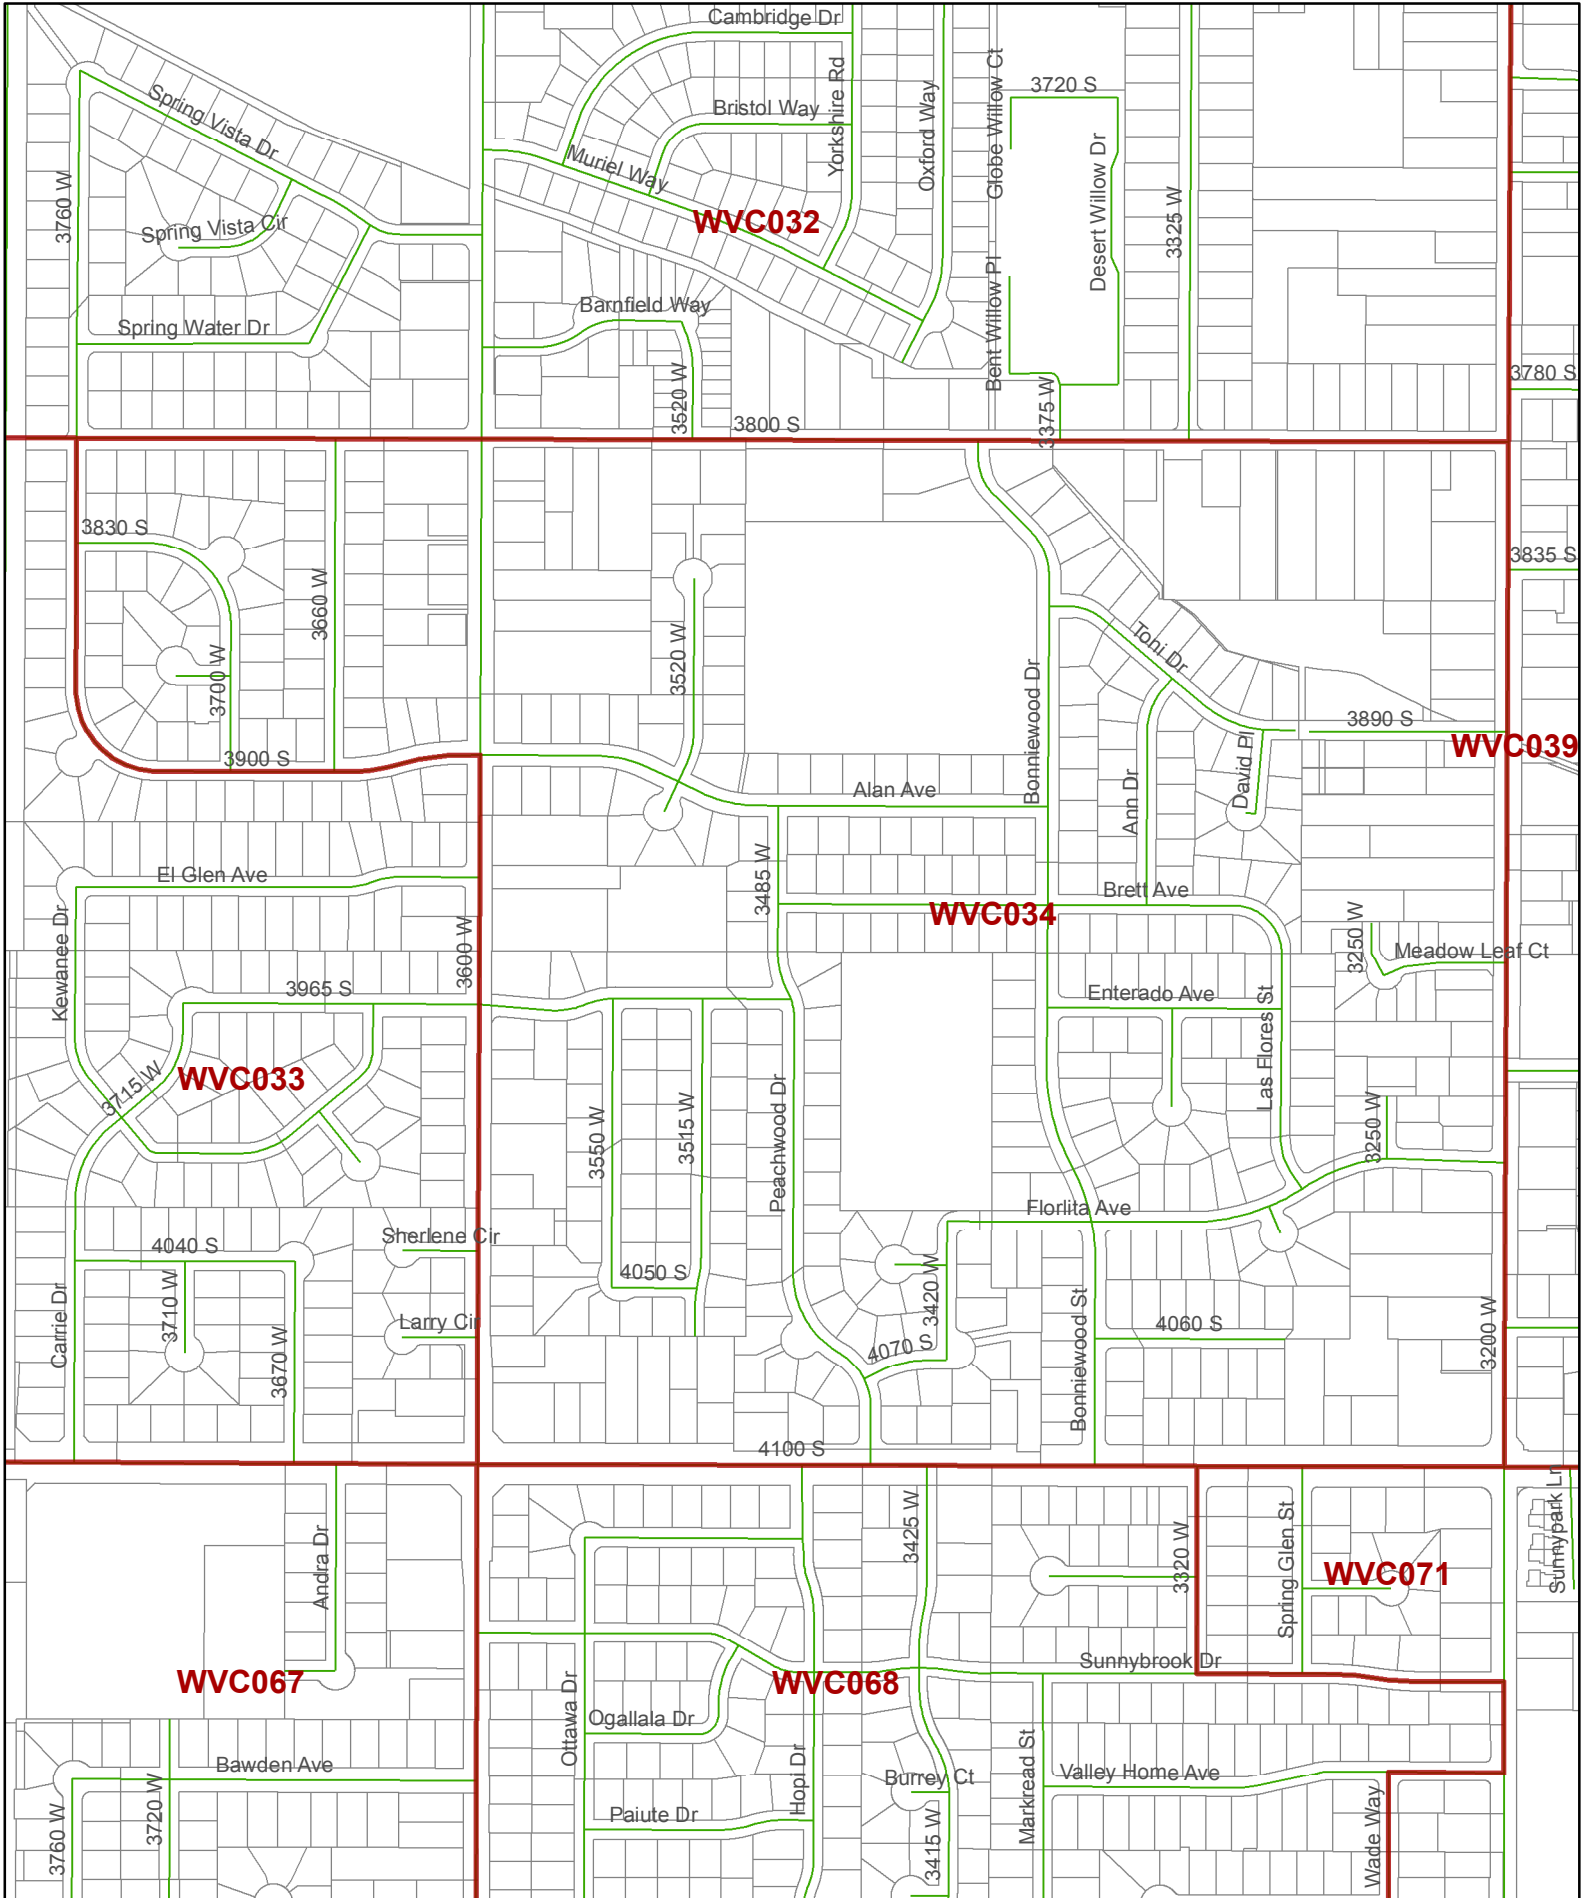 Cambridge Dr
Spring Vista Dr
Bristol Way
Yorkshire Rd
Oxford Way
Globe Willow Ct
3720 S
Desert Willow Dr
Muriel Way
3760 W
Spring Vista Cir
WVC032
3325 W
Barnfield Way
Bent Willow Pl
Spring Water Dr
3520 W
3375 W
3780 S
3800 S
3830 S
3835 S
3660 W
3700 W
3520 W
Toni Dr
Bonniewood Dr
3890 S
3900 S
WVC039
David Pl
Alan Ave
Ann Dr
El Glen Ave
3485 W
Brett Ave
WVC034
Kewanee Dr
3600 W
3250 W
Meadow Leaf Ct
3965 S
Enterado Ave
Las Flores St
WVC033
3715 W
3550 W
3515 W
Peachwood Dr
3250 W
Florlita Ave
Sherlene Cir
4040 S
4050 S
3420 W
3710 W
Carrie Dr
Larry Cir
3670 W
4070 S
4060 S
Bonniewood St
3200 W
4100 S
Andra Dr
3425 W
3320 W
Spring Glen St
WVC071
Sunnypark Ln
WVC067
WVC068
Sunnybrook Dr
Ottawa Dr
Ogallala Dr
Hopi Dr
Markread St
Bawden Ave
Burrey Ct
Valley Home Ave
3760 W
3720 W
Paiute Dr
3415 W
Wade Way